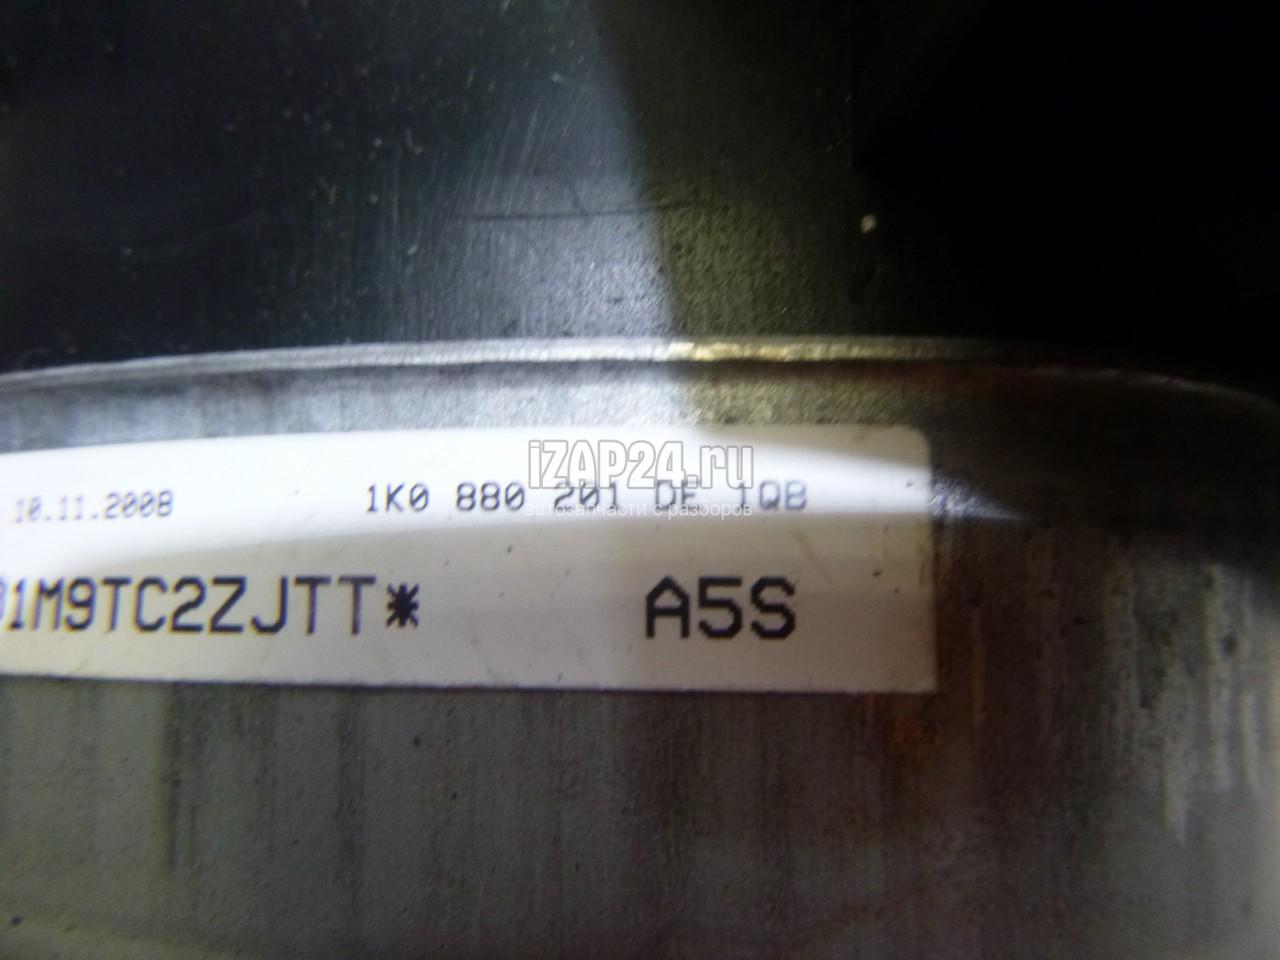 iZAP24.ru
автозапчасти с разборов
10.11.2008 1K0 880 201 DE 1QB
1M9TC2ZJTT* A5S